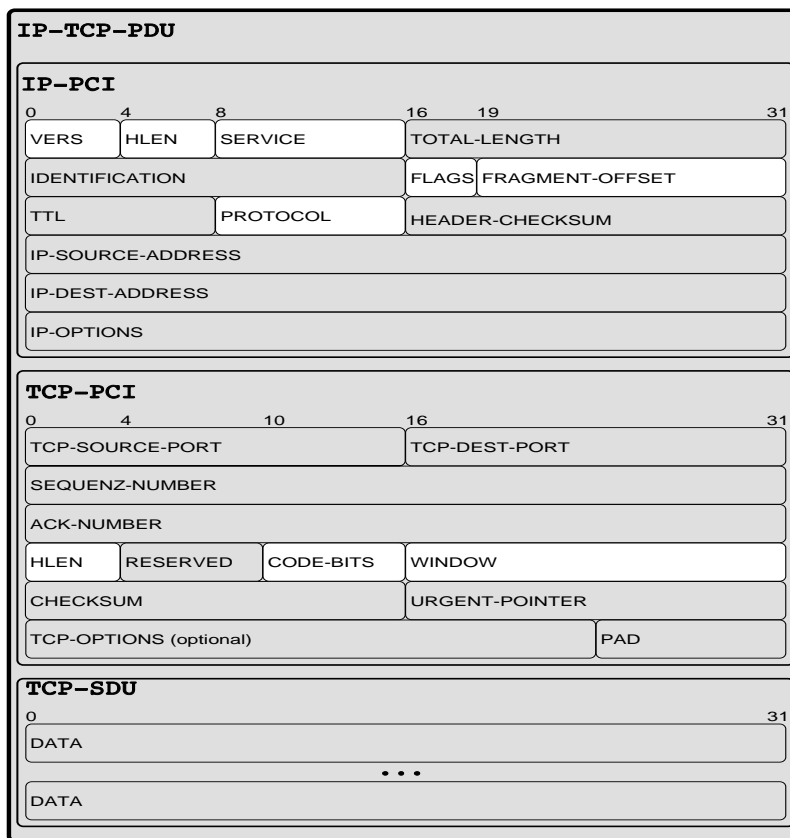 IP-TCP-PDU
IP-PCI
0 4 8 16 19 31
VERS HLEN SERVICE TOTAL-LENGTH
IDENTIFICATION FLAGS FRAGMENT-OFFSET
TTL PROTOCOL HEADER-CHECKSUM
IP-SOURCE-ADDRESS
IP-DEST-ADDRESS
IP-OPTIONS
TCP-PCI
0 4 10 16 31
TCP-SOURCE-PORT TCP-DEST-PORT
SEQUENZ-NUMBER
ACK-NUMBER
HLEN RESERVED CODE-BITS WINDOW
CHECKSUM URGENT-POINTER
TCP-OPTIONS (optional) PAD
TCP-SDU
0 31
DATA
...
DATA